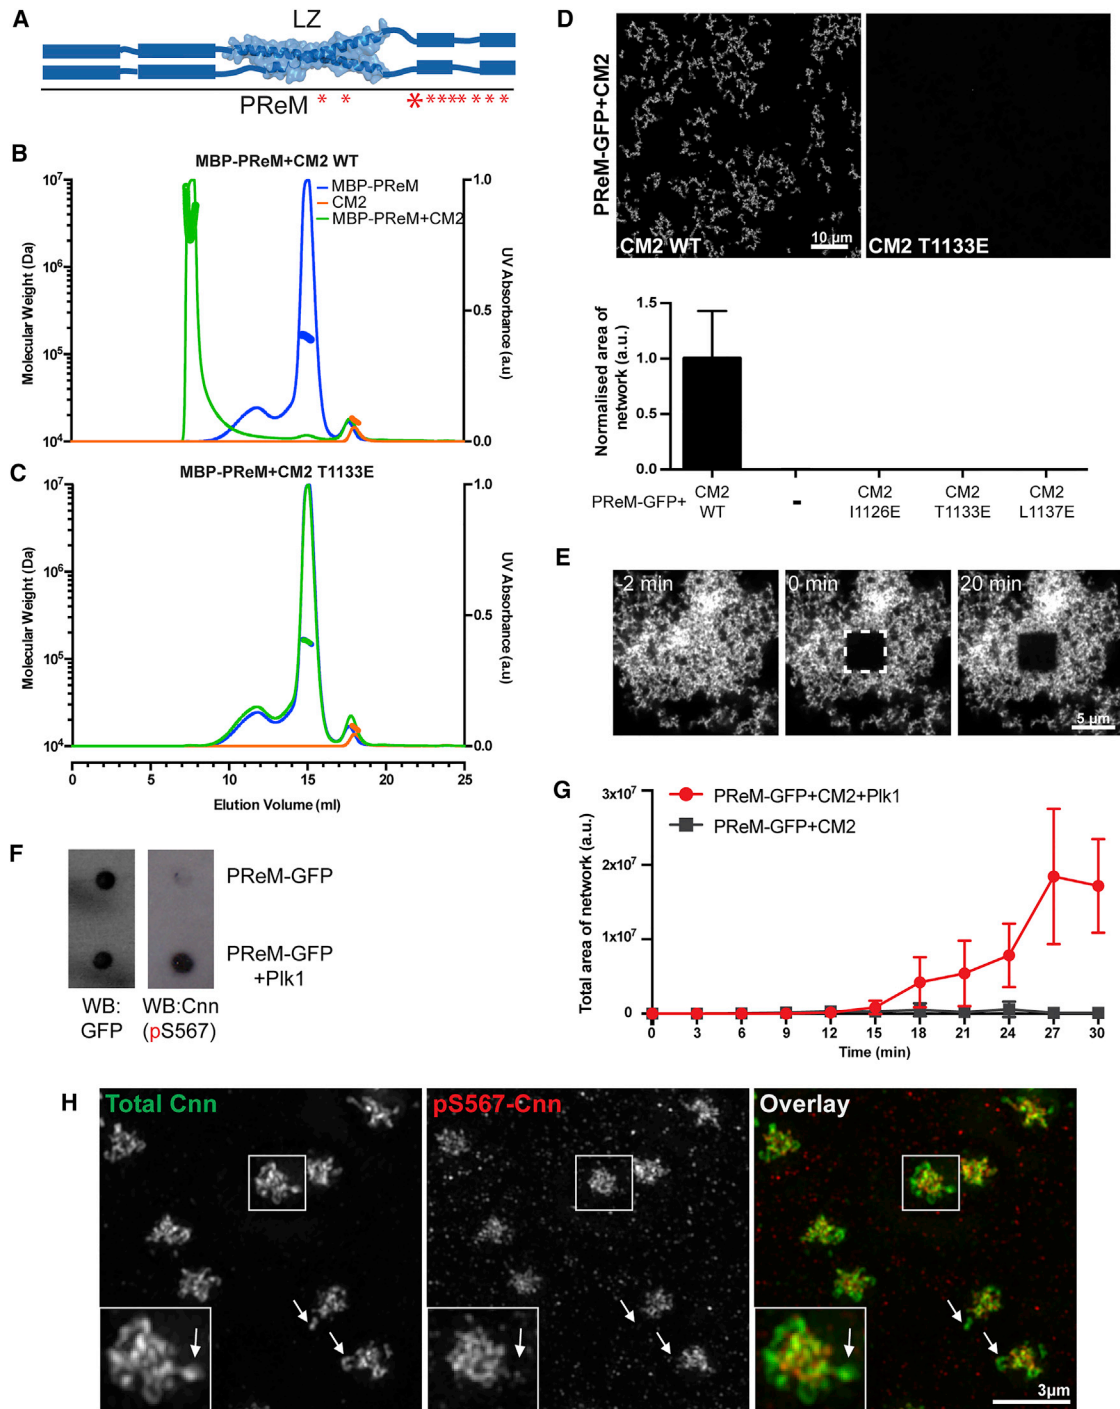 A
LZ
PReM
* * * * * * * * * *
B
MBP-PReM+CM2 WT
MBP-PReM
CM2
MBP-PReM+CM2
10⁷
10⁶
10⁵
10⁴
Molecular Weight (Da)
1.0
0.5
0.0
UV Absorbance (a.u)
C
MBP-PReM+CM2 T1133E
10⁷
10⁶
10⁵
10⁴
Molecular Weight (Da)
1.0
0.5
0.0
UV Absorbance (a.u)
0 5 10 15 20 25
Elution Volume (ml)
D
PReM-GFP+CM2
CM2 WT
10 µm
CM2 T1133E
Normalised area of
network (a.u.)
1.5
1.0
0.5
0.0
PReM-GFP+
CM2
WT
-
CM2
I1126E
CM2
T1133E
CM2
L1137E
E
-2 min
0 min
20 min
5 µm
F
PReM-GFP
PReM-GFP
+Plk1
WB:
GFP
WB:Cnn
(pS567)
G
PReM-GFP+CM2+Plk1
PReM-GFP+CM2
Total area of network (a.u.)
3x10⁷
2x10⁷
1x10⁷
0
0 3 6 9 12 15 18 21 24 27 30
Time (min)
H
Total Cnn
pS567-Cnn
Overlay
3µm